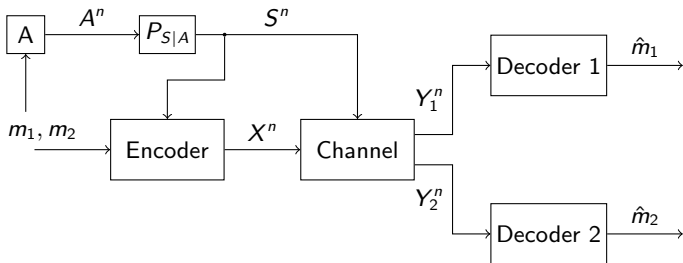 A
A^n
P_{S|A}
S^n
m_1, m_2
Encoder
X^n
Channel
Y_1^n
Y_2^n
Decoder 1
m̂_1
Decoder 2
m̂_2